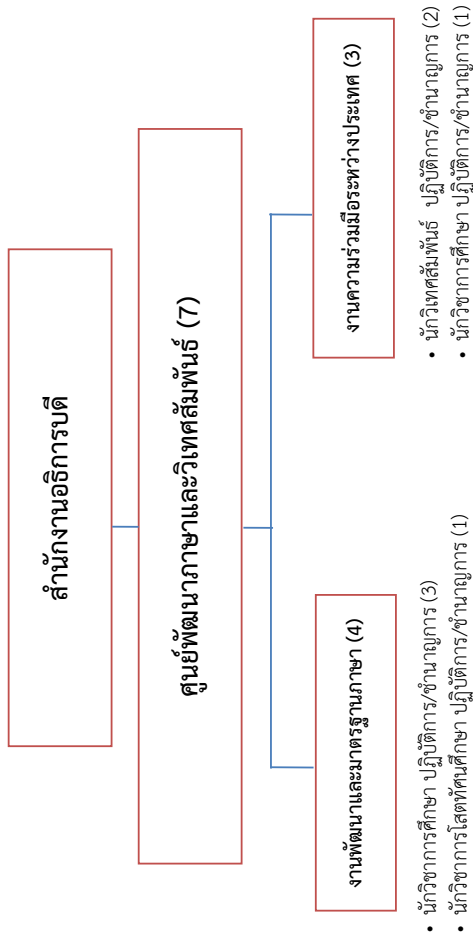 สำนักงานอธิการบดี
ศูนย์พัฒนาภาษาและวิเทศสัมพันธ์ (7)
งานพัฒนาและมาตรฐานภาษา (4)
• นักวิชาการศึกษา ปฏิบัติการ/ชำนาญการ (3)
• นักวิชาการโสตทัศนศึกษา ปฏิบัติการ/ชำนาญการ (1)
งานความร่วมมือระหว่างประเทศ (3)
• นักวิเทศสัมพันธ์ ปฏิบัติการ/ชำนาญการ (2)
• นักวิชาการศึกษา ปฏิบัติการ/ชำนาญการ (1)